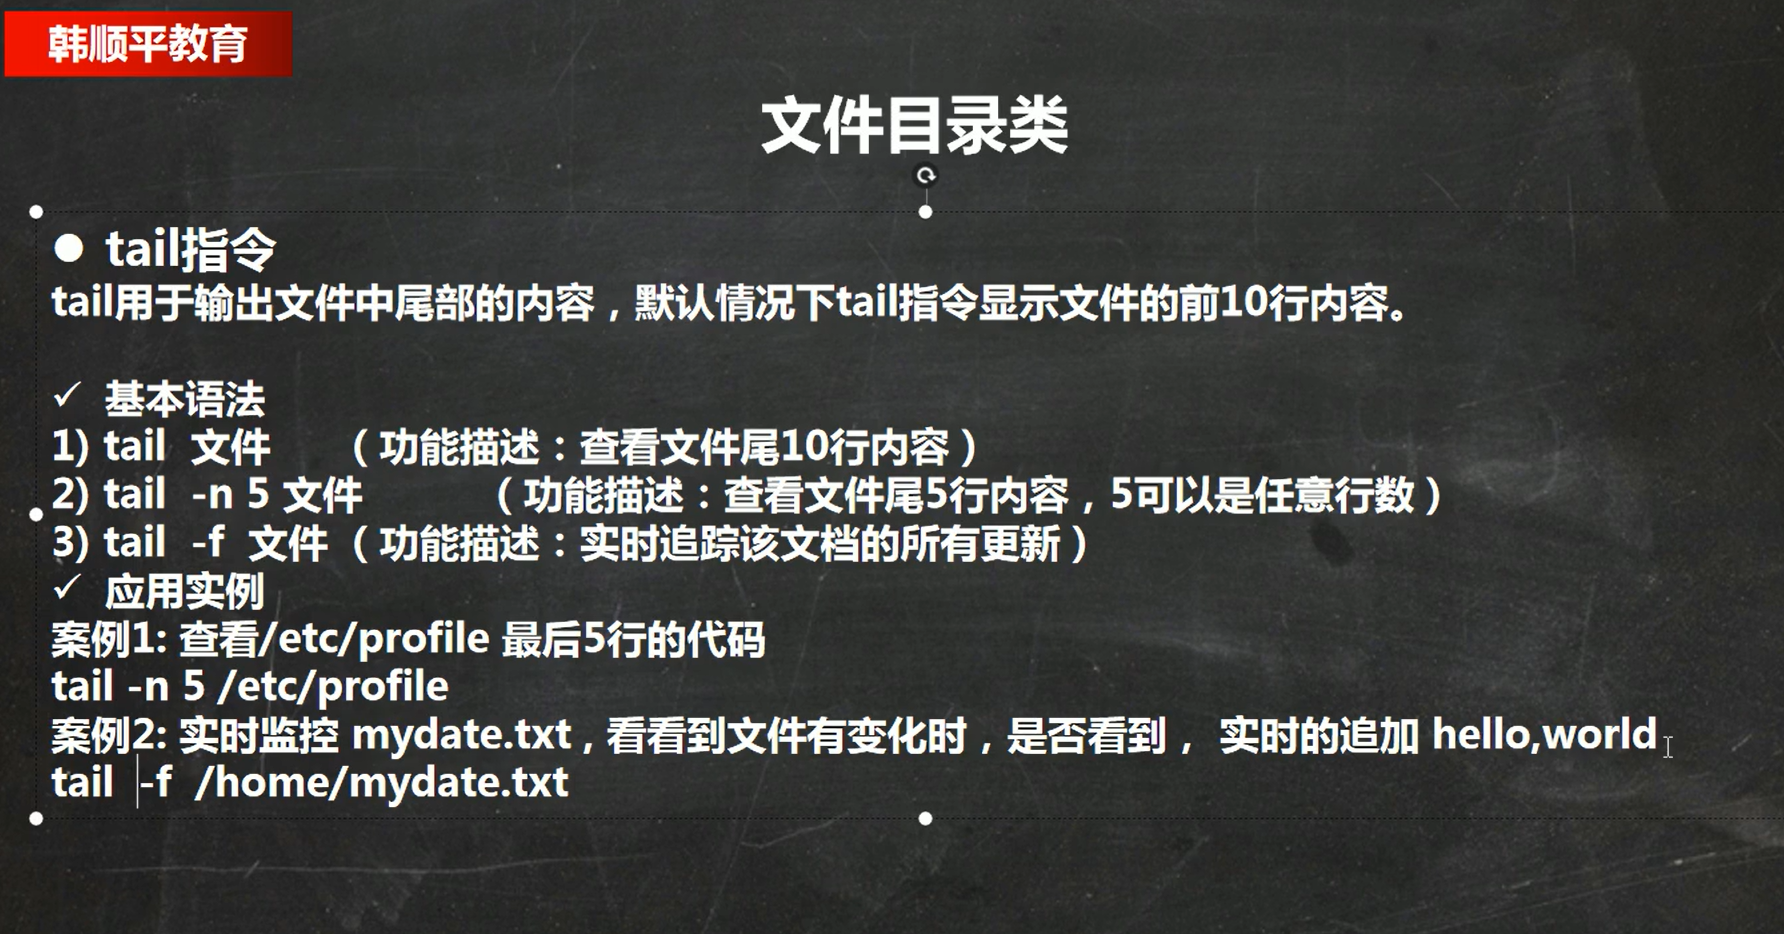 韩顺平教育
文件目录类
● tail指令
tail用于输出文件中尾部的内容，默认情况下tail指令显示文件的前10行内容。
✓ 基本语法
1) tail 文件 （功能描述：查看文件尾10行内容）
2) tail -n 5 文件 （功能描述：查看文件尾5行内容，5可以是任意行数）
3) tail -f 文件 （功能描述：实时追踪该文档的所有更新）
✓ 应用实例
案例1: 查看/etc/profile 最后5行的代码
tail -n 5 /etc/profile
案例2: 实时监控 mydate.txt , 看看到文件有变化时，是否看到， 实时的追加 hello,world
tail -f /home/mydate.txt